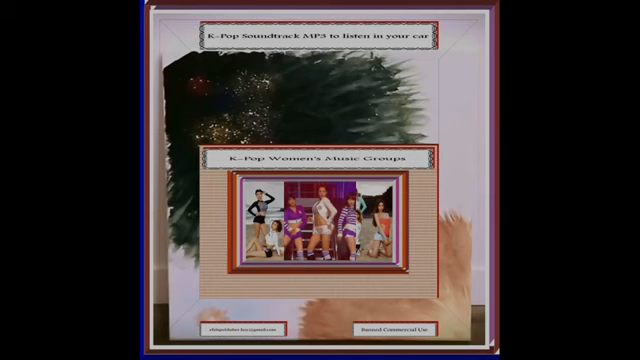 K-Pop Soundtrack MP3 to listen in your car
K-Pop Women's Music Groups
Banned Commercial Use